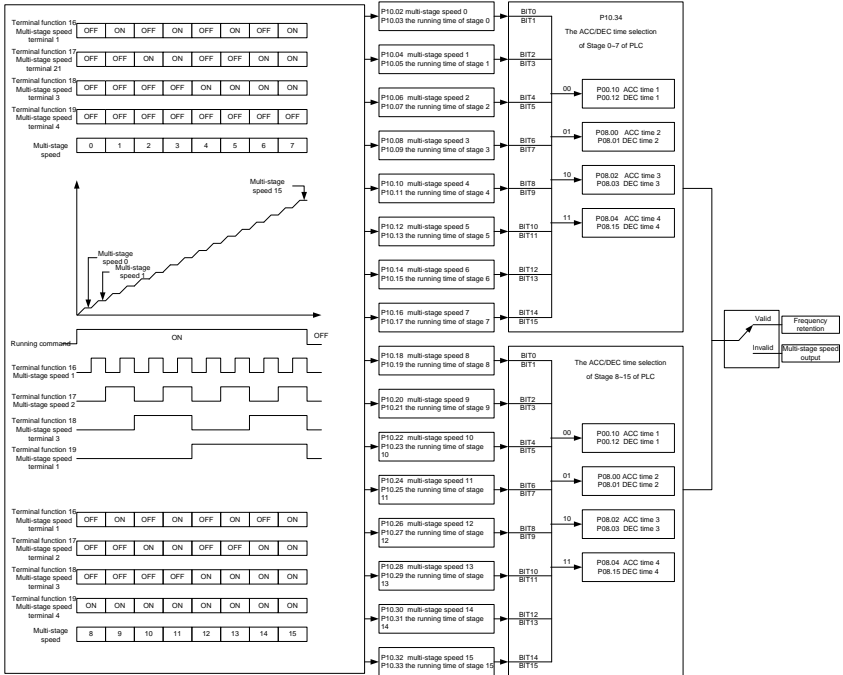 Terminal function 16
Multi-stage speed
terminal 1
OFF ON OFF ON OFF ON OFF ON
Terminal function 17
Multi-stage speed
terminal 21
OFF OFF ON ON OFF OFF ON ON
Terminal function 18
Multi-stage speed
terminal 3
OFF OFF OFF OFF ON ON ON ON
Terminal function 19
Multi-stage speed
terminal 4
OFF OFF OFF OFF OFF OFF OFF OFF
Multi-stage
speed
0 1 2 3 4 5 6 7
Multi-stage
speed 15
Multi-stage
speed 0
Multi-stage
speed 1
Running command
ON
OFF
Terminal function 16
Multi-stage speed 1
Terminal function 17
Multi-stage speed 2
Terminal function 18
Multi-stage speed
terminal 3
Terminal function 19
Multi-stage speed
terminal 1
Terminal function 16
Multi-stage speed
terminal 1
OFF ON OFF ON OFF ON OFF ON
Terminal function 17
Multi-stage speed
terminal 2
OFF OFF ON ON OFF OFF ON ON
Terminal function 18
Multi-stage speed
terminal 3
OFF OFF OFF OFF ON ON ON ON
Terminal function 19
Multi-stage speed
terminal 4
ON ON ON ON ON ON ON ON
Multi-stage
speed
8 9 10 11 12 13 14 15
P10.02 multi-stage speed 0
P10.03 the running time of stage 0
P10.04 multi-stage speed 1
P10.05 the running time of stage 1
P10.06 multi-stage speed 2
P10.07 the running time of stage 2
P10.08 multi-stage speed 3
P10.09 the running time of stage 3
P10.10 multi-stage speed 4
P10.11 the running time of stage 4
P10.12 multi-stage speed 5
P10.13 the running time of stage 5
P10.14 multi-stage speed 6
P10.15 the running time of stage 6
P10.16 multi-stage speed 7
P10.17 the running time of stage 7
P10.18 multi-stage speed 8
P10.19 the running time of stage 8
P10.20 multi-stage speed 9
P10.21 the running time of stage 9
P10.22 multi-stage speed 10
P10.23 the running time of stage
10
P10.24 multi-stage speed 11
P10.25 the running time of stage
11
P10.26 multi-stage speed 12
P10.27 the running time of stage
12
P10.28 multi-stage speed 13
P10.29 the running time of stage
13
P10.30 multi-stage speed 14
P10.31 the running time of stage
14
P10.32 multi-stage speed 15
P10.33 the running time of stage 15
BIT0
BIT1
BIT2
BIT3
BIT4
BIT5
BIT6
BIT7
BIT8
BIT9
BIT10
BIT11
BIT12
BIT13
BIT14
BIT15
P10.34
The ACC/DEC time selection
of Stage 0~7 of PLC
00
P00.10 ACC time 1
P00.12 DEC time 1
01
P08.00 ACC time 2
P08.01 DEC time 2
10
P08.02 ACC time 3
P08.03 DEC time 3
11
P08.04 ACC time 4
P08.15 DEC time 4
BIT0
BIT1
BIT2
BIT3
BIT4
BIT5
BIT6
BIT7
BIT8
BIT9
BIT10
BIT11
BIT12
BIT13
BIT14
BIT15
The ACC/DEC time selection
of Stage 8~15 of PLC
00
P00.10 ACC time 1
P00.12 DEC time 1
01
P08.00 ACC time 2
P08.01 DEC time 2
10
P08.02 ACC time 3
P08.03 DEC time 3
11
P08.04 ACC time 4
P08.15 DEC time 4
Valid
Frequency
retention
Invalid
Multi-stage speed
output